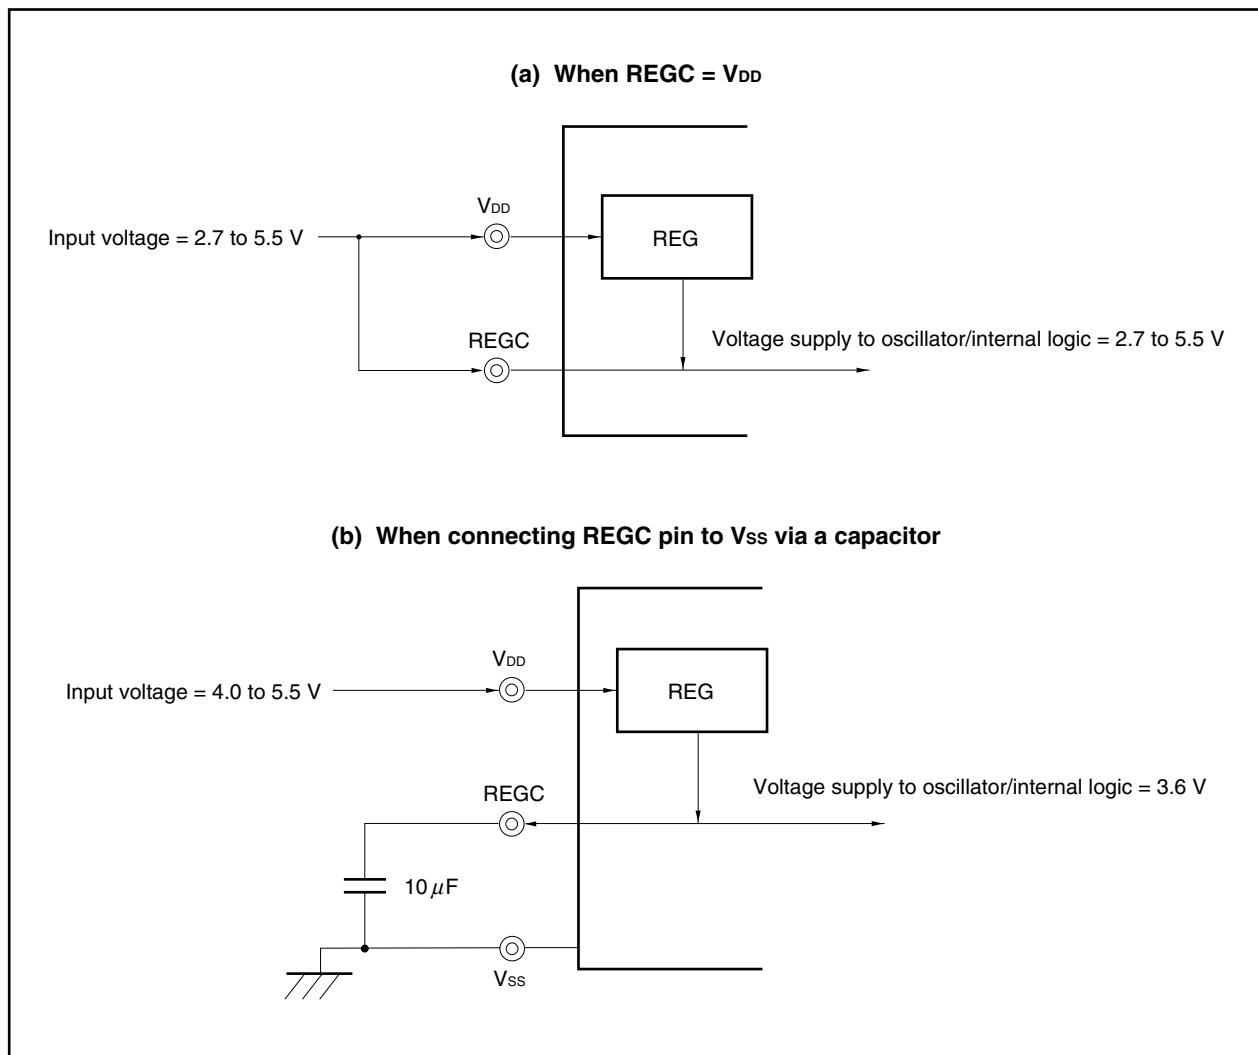 (a) When REGC = VDD
VDD
Input voltage = 2.7 to 5.5 V
REG
REGC
Voltage supply to oscillator/internal logic = 2.7 to 5.5 V
(b) When connecting REGC pin to VSS via a capacitor
VDD
Input voltage = 4.0 to 5.5 V
REG
REGC
Voltage supply to oscillator/internal logic = 3.6 V
10 μF
VSS